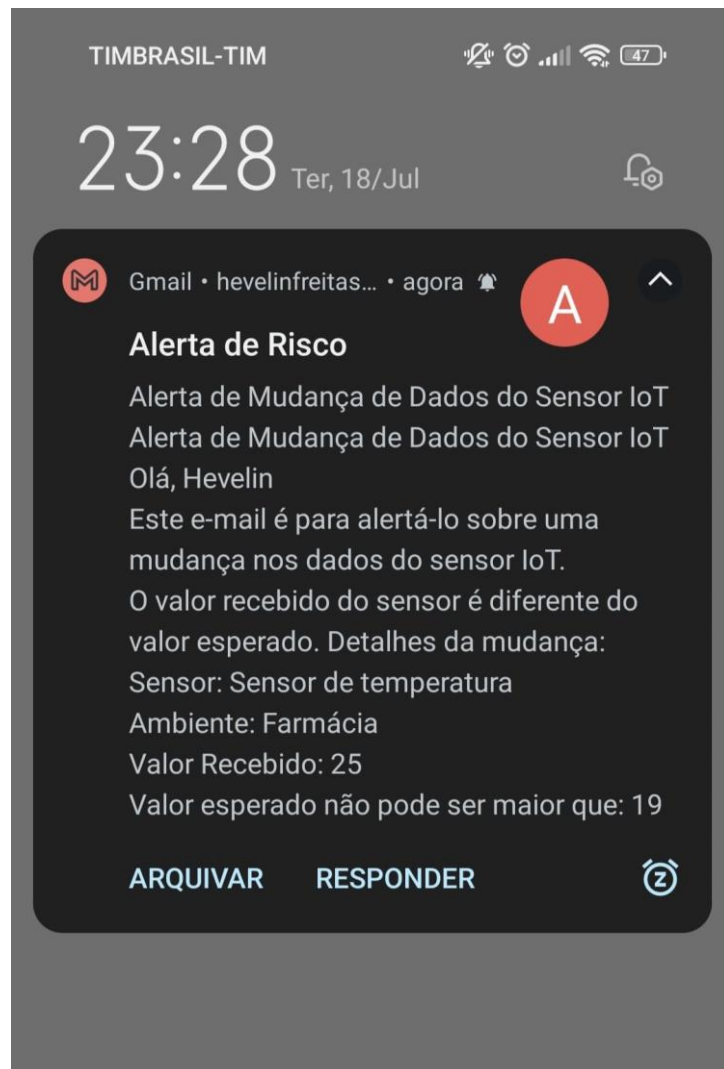 TIMBRASIL-TIM
47
23:28 Ter, 18/Jul
Gmail • hevelinfreitas... • agora
A
Alerta de Risco
Alerta de Mudança de Dados do Sensor IoT
Alerta de Mudança de Dados do Sensor IoT
Olá, Hevelin
Este e-mail é para alertá-lo sobre uma
mudança nos dados do sensor IoT.
O valor recebido do sensor é diferente do
valor esperado. Detalhes da mudança:
Sensor: Sensor de temperatura
Ambiente: Farmácia
Valor Recebido: 25
Valor esperado não pode ser maior que: 19
ARQUIVAR RESPONDER